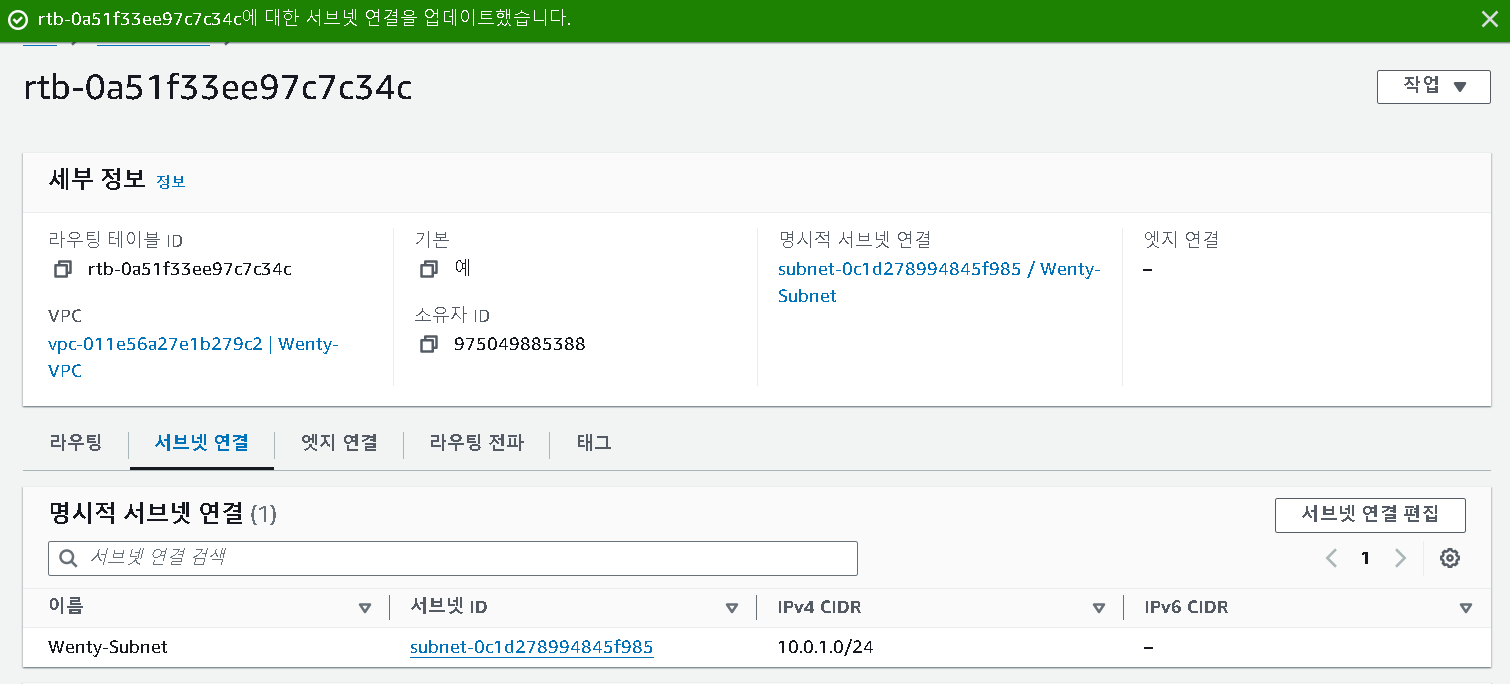 rtb-0a51f33ee97c7c34c에 대한 서브넷 연결을 업데이트했습니다.
rtb-0a51f33ee97c7c34c
작업
세부 정보 정보
라우팅 테이블 ID
rtb-0a51f33ee97c7c34c
VPC
vpc-011e56a27e1b279c2 | Wenty-
VPC
기본
예
소유자 ID
975049885388
명시적 서브넷 연결
subnet-0c1d278994845f985 / Wenty-
Subnet
엣지 연결
–
라우팅 서브넷 연결 엣지 연결 라우팅 전파 태그
명시적 서브넷 연결 (1)
서브넷 연결 편집
서브넷 연결 검색
1
이름 서브넷 ID IPv4 CIDR IPv6 CIDR
Wenty-Subnet subnet-0c1d278994845f985 10.0.1.0/24 –